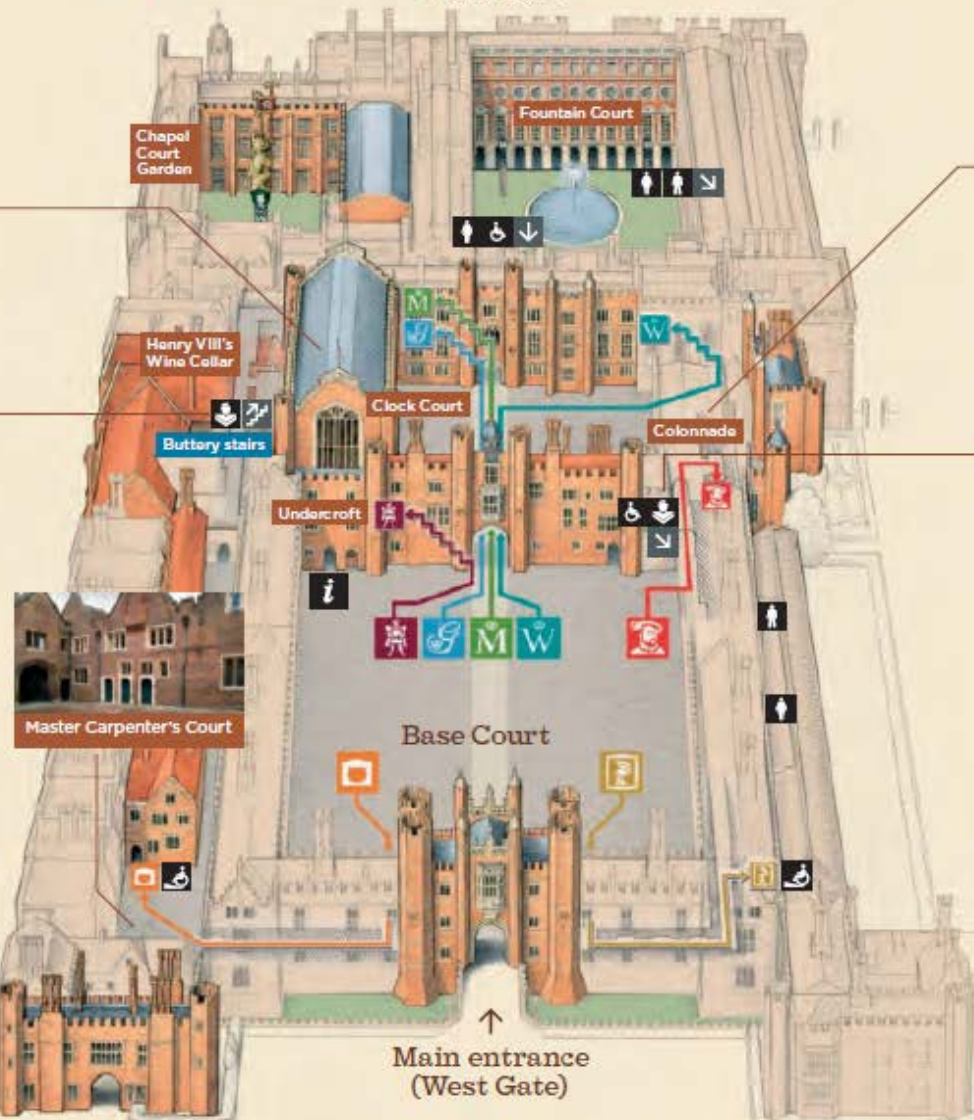 Fountain Court
Chapel
Court
Garden
Henry VIII's
Wine Cellar
Clock Court
Colonnade
Buttery stairs
Undercroft
M
G
W
i
G
M
W
Master Carpenter's Court
Base Court
Main entrance
(West Gate)